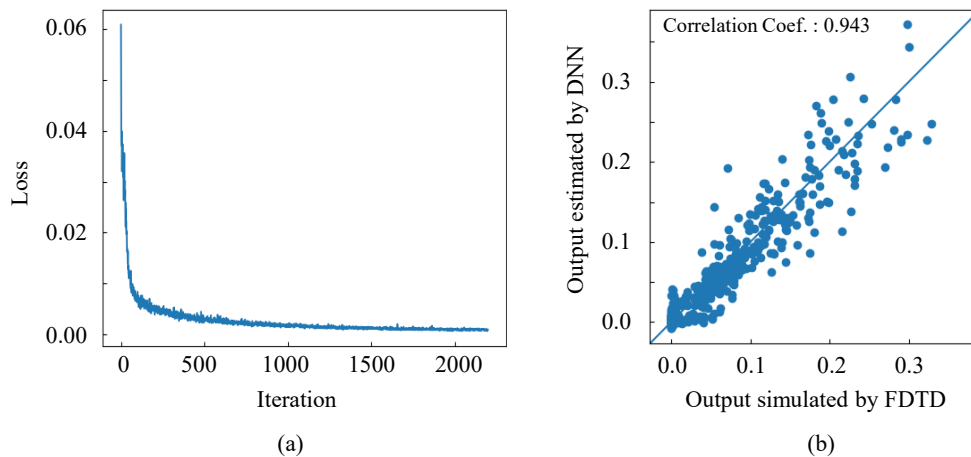 0.06
0.04
0.02
0.00
Loss
0
500
1000
1500
2000
Iteration
(a)
Correlation Coef. : 0.943
0.3
0.2
0.1
0.0
Output estimated by DNN
0.0
0.1
0.2
0.3
Output simulated by FDTD
(b)